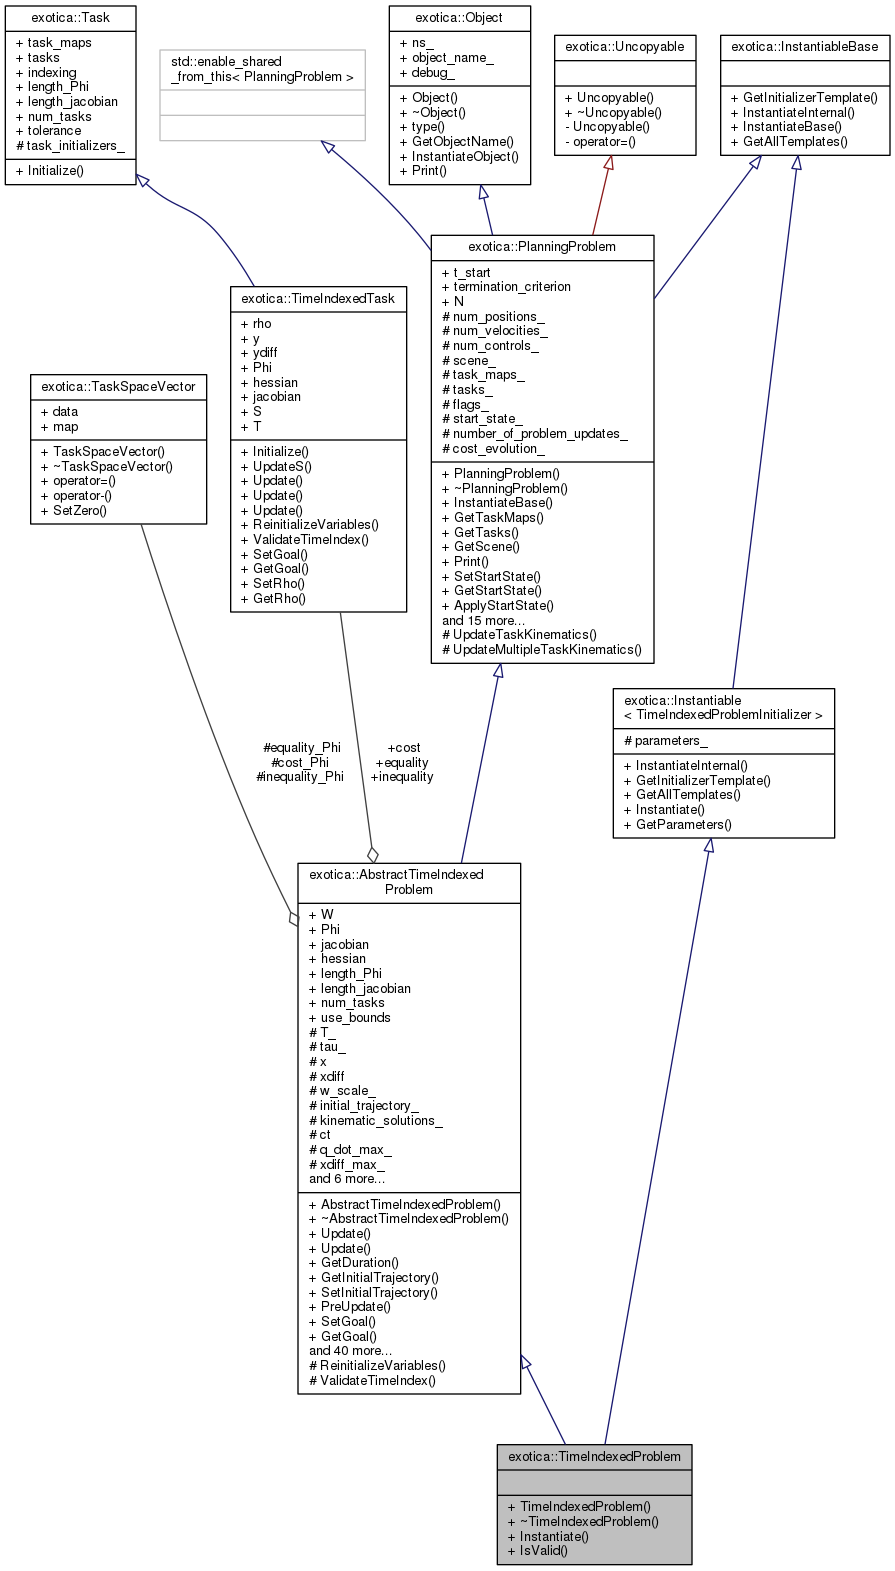 exotica::Task
+ task_maps
+ tasks
+ indexing
+ length_Phi
+ length_jacobian
+ num_tasks
+ tolerance
# task_initializers_
+ Initialize()
std::enable_shared
_from_this< PlanningProblem >
exotica::Object
+ ns_
+ object_name_
+ debug_
+ Object()
+ ~Object()
+ type()
+ GetObjectName()
+ InstantiateObject()
+ Print()
exotica::Uncopyable
+ Uncopyable()
+ ~Uncopyable()
- Uncopyable()
- operator=()
exotica::InstantiableBase
+ GetInitializerTemplate()
+ InstantiateInternal()
+ InstantiateBase()
+ GetAllTemplates()
exotica::PlanningProblem
+ t_start
+ termination_criterion
+ N
# num_positions_
# num_velocities_
# num_controls_
# scene_
# task_maps_
# tasks_
# flags_
# start_state_
# number_of_problem_updates_
# cost_evolution_
+ PlanningProblem()
+ ~PlanningProblem()
+ InstantiateBase()
+ GetTaskMaps()
+ GetTasks()
+ GetScene()
+ Print()
+ SetStartState()
+ GetStartState()
+ ApplyStartState()
and 15 more...
# UpdateTaskKinematics()
# UpdateMultipleTaskKinematics()
exotica::TimeIndexedTask
+ rho
+ y
+ ydiff
+ Phi
+ hessian
+ jacobian
+ S
+ T
+ Initialize()
+ UpdateS()
+ Update()
+ Update()
+ Update()
+ ReinitializeVariables()
+ ValidateTimeIndex()
+ SetGoal()
+ GetGoal()
+ SetRho()
+ GetRho()
exotica::TaskSpaceVector
+ data
+ map
+ TaskSpaceVector()
+ ~TaskSpaceVector()
+ operator=()
+ operator-()
+ SetZero()
exotica::Instantiable
< TimeIndexedProblemInitializer >
# parameters_
+ InstantiateInternal()
+ GetInitializerTemplate()
+ GetAllTemplates()
+ Instantiate()
+ GetParameters()
#equality_Phi
#cost_Phi
#inequality_Phi
+cost
+equality
+inequality
exotica::AbstractTimeIndexed
Problem
+ W
+ Phi
+ jacobian
+ hessian
+ length_Phi
+ length_jacobian
+ num_tasks
+ use_bounds
# T_
# tau_
# x
# xdiff
# w_scale_
# initial_trajectory_
# kinematic_solutions_
# ct
# q_dot_max_
# xdiff_max_
and 6 more...
+ AbstractTimeIndexedProblem()
+ ~AbstractTimeIndexedProblem()
+ Update()
+ Update()
+ GetDuration()
+ GetInitialTrajectory()
+ SetInitialTrajectory()
+ PreUpdate()
+ SetGoal()
+ GetGoal()
and 40 more...
# ReinitializeVariables()
# ValidateTimeIndex()
exotica::TimeIndexedProblem
+ TimeIndexedProblem()
+ ~TimeIndexedProblem()
+ Instantiate()
+ IsValid()